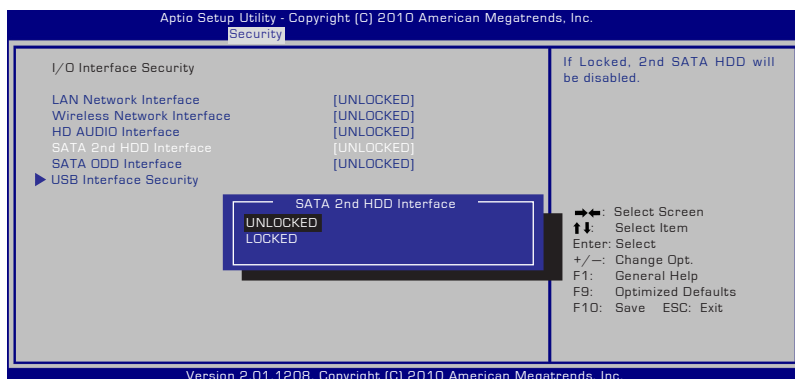 Aptio Setup Utility - Copyright (C) 2010 American Megatrends, Inc.
Security
I/O Interface Security
LAN Network Interface [UNLOCKED]
Wireless Network Interface [UNLOCKED]
HD AUDIO Interface [UNLOCKED]
SATA 2nd HDD Interface [UNLOCKED]
SATA ODD Interface [UNLOCKED]
USB Interface Security
SATA 2nd HDD Interface
UNLOCKED
LOCKED
If Locked, 2nd SATA HDD will
be disabled.
→←: Select Screen
↑↓: Select Item
Enter: Select
+/—: Change Opt.
F1: General Help
F9: Optimized Defaults
F10: Save ESC: Exit
Version 2.01.1208. Copyright (C) 2010 American Megatrends, Inc.